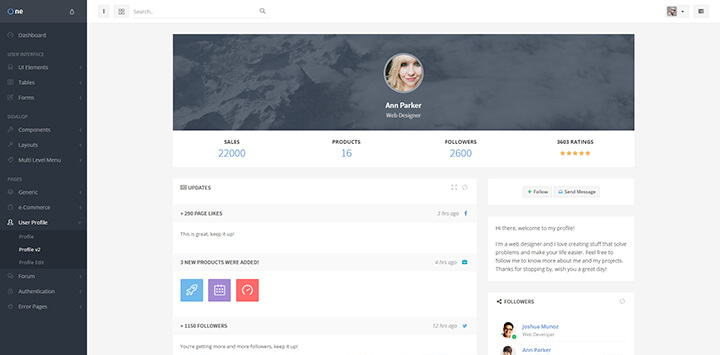 One
Search..
Dashboard
USER INTERFACE
UI Elements
Tables
Forms
DEVELOP
Components
Layouts
Multi Level Menu
PAGES
Generic
e-Commerce
User Profile
Profile
Profile v2
Profile Edit
Forum
Authentication
Error Pages
Ann Parker
Web Designer
SALES PRODUCTS FOLLOWERS 3603 RATINGS
22000 16 2600
UPDATES
+ 290 PAGE LIKES 3 hrs ago
This is great, keep it up!
3 NEW PRODUCTS WERE ADDED! 4 hrs ago
+ 1150 FOLLOWERS 12 hrs ago
You're getting more and more followers, keep it up!
Follow Send Message
Hi there, welcome to my profile!
I'm a web designer and I love creating stuff that solve
problems and make your life easier. Feel free to
follow me to know more about me and my projects.
Thanks for stopping by, wish you a great day!
FOLLOWERS
Joshua Munoz
Web Developer
Ann Parker